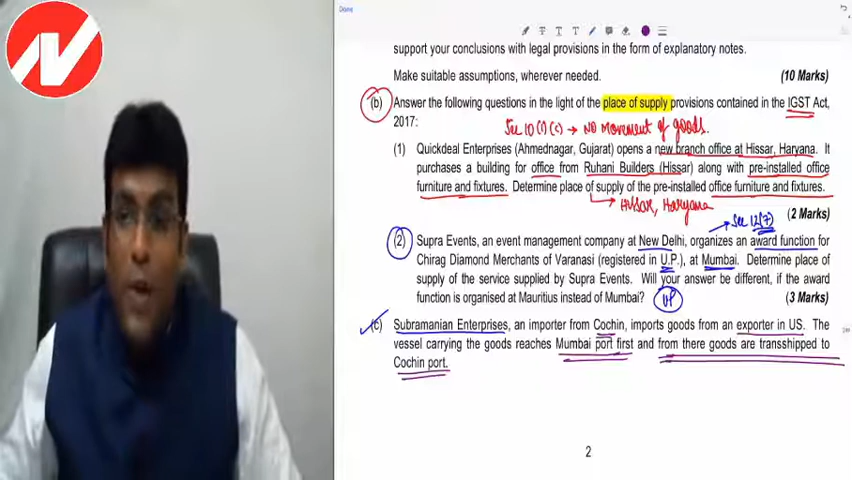 Done
support your conclusions with legal provisions in the form of explanatory notes.
Make suitable assumptions, wherever needed. (10 Marks)
(b) Answer the following questions in the light of the place of supply provisions contained in the IGST Act,
2017:
Sec 10(1)(c) → No movement of goods.
(1) Quickdeal Enterprises (Ahmednagar, Gujarat) opens a new branch office at Hissar, Haryana. It
purchases a building for office from Ruhani Builders (Hissar) along with pre-installed office
furniture and fixtures. Determine place of supply of the pre-installed office furniture and fixtures.
→ Hissar, Haryana
(2 Marks)
→ Sec 12(7)
(2) Supra Events, an event management company at New Delhi, organizes an award function for
Chirag Diamond Merchants of Varanasi (registered in U.P.), at Mumbai. Determine place of
supply of the service supplied by Supra Events. Will your answer be different, if the award
function is organised at Mauritius instead of Mumbai? UP (3 Marks)
(c) Subramanian Enterprises, an importer from Cochin, imports goods from an exporter in US. The
vessel carrying the goods reaches Mumbai port first and from there goods are transshipped to
Cochin port.
2